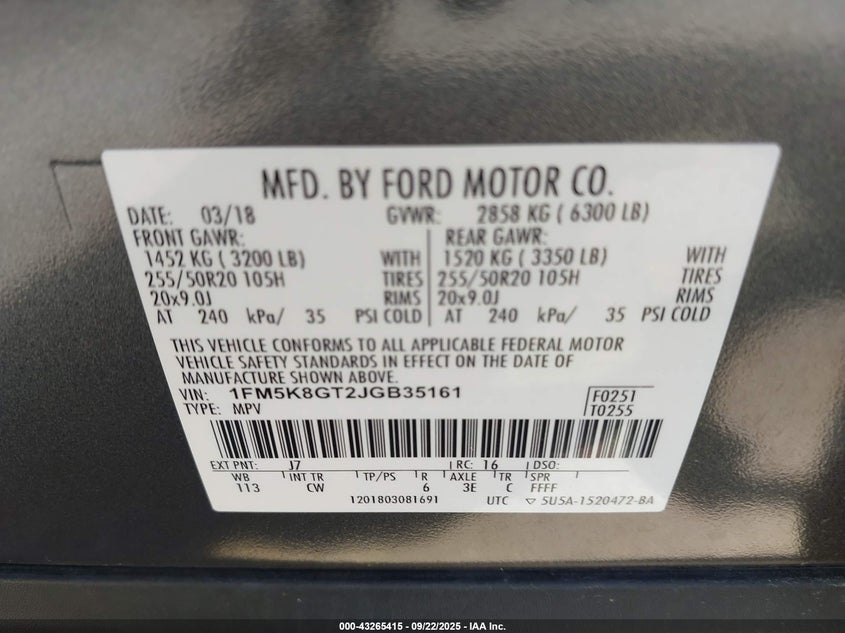 MFD. BY FORD MOTOR CO.
DATE: 03/18 GVWR: 2858 KG ( 6300 LB)
FRONT GAWR: REAR GAWR:
1452 KG ( 3200 LB) WITH 1520 KG ( 3350 LB) WITH
255/50R20 105H TIRES 255/50R20 105H TIRES
20x9.0J RIMS 20x9.0J RIMS
AT 240 kPa/ 35 PSI COLD AT 240 kPa/ 35 PSI COLD
THIS VEHICLE CONFORMS TO ALL APPLICABLE FEDERAL MOTOR
VEHICLE SAFETY STANDARDS IN EFFECT ON THE DATE OF
MANUFACTURE SHOWN ABOVE.
VIN: 1FM5K8GT2JGB35161 F0251
TYPE: MPV T0255
EXT PNT: J7 RC: 16 DSO:
WB INT TR TP/PS R AXLE TR SPR
113 CW 6 3E C FFFF
1201803081691 UTC ▽ 5U5A-1520472-BA
000-43265415 - 09/22/2025 - IAA Inc.